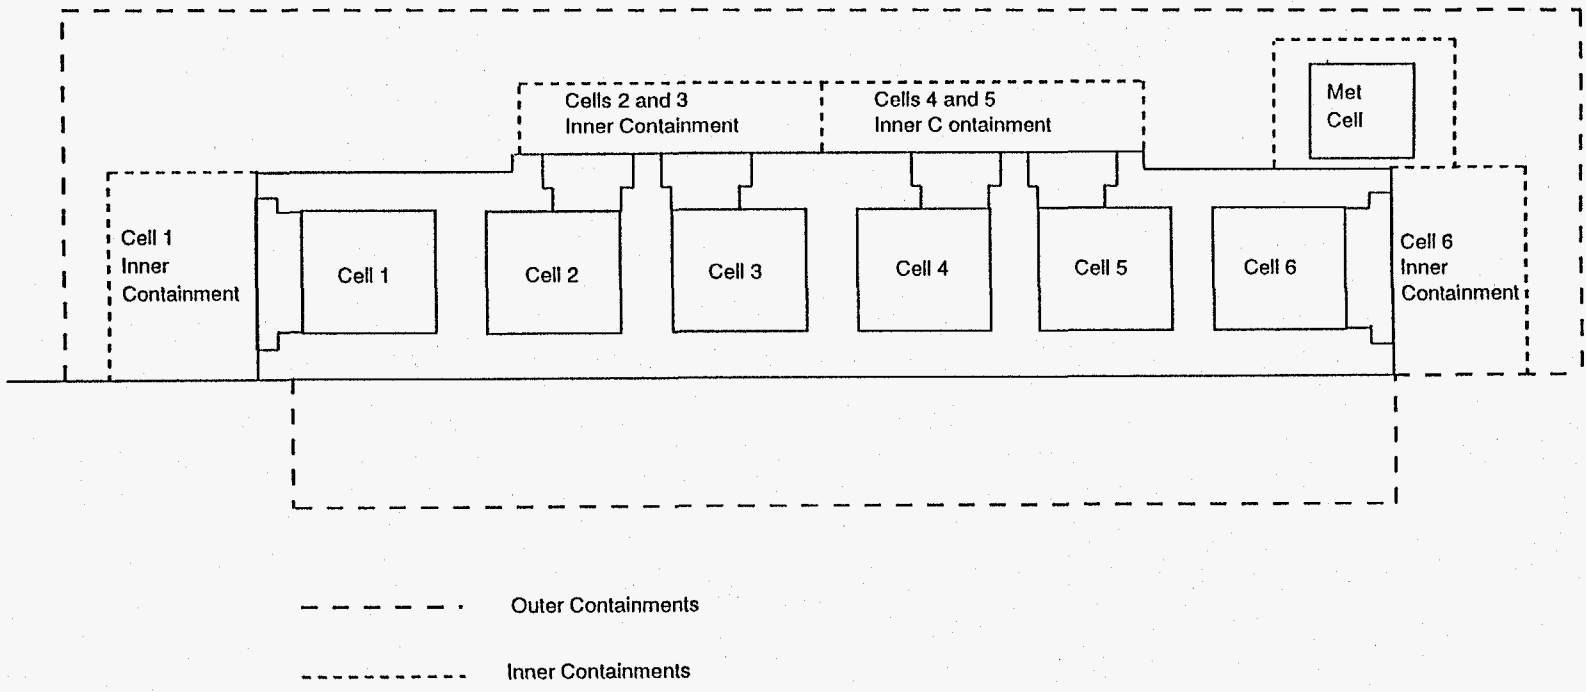 Cells 2 and 3
Inner Containment
Cells 4 and 5
Inner C ontainment
Met
Cell
Cell 1
Inner
Containment
Cell 1
Cell 2
Cell 3
Cell 4
Cell 5
Cell 6
Cell 6
Inner
Containment
Outer Containments
Inner Containments